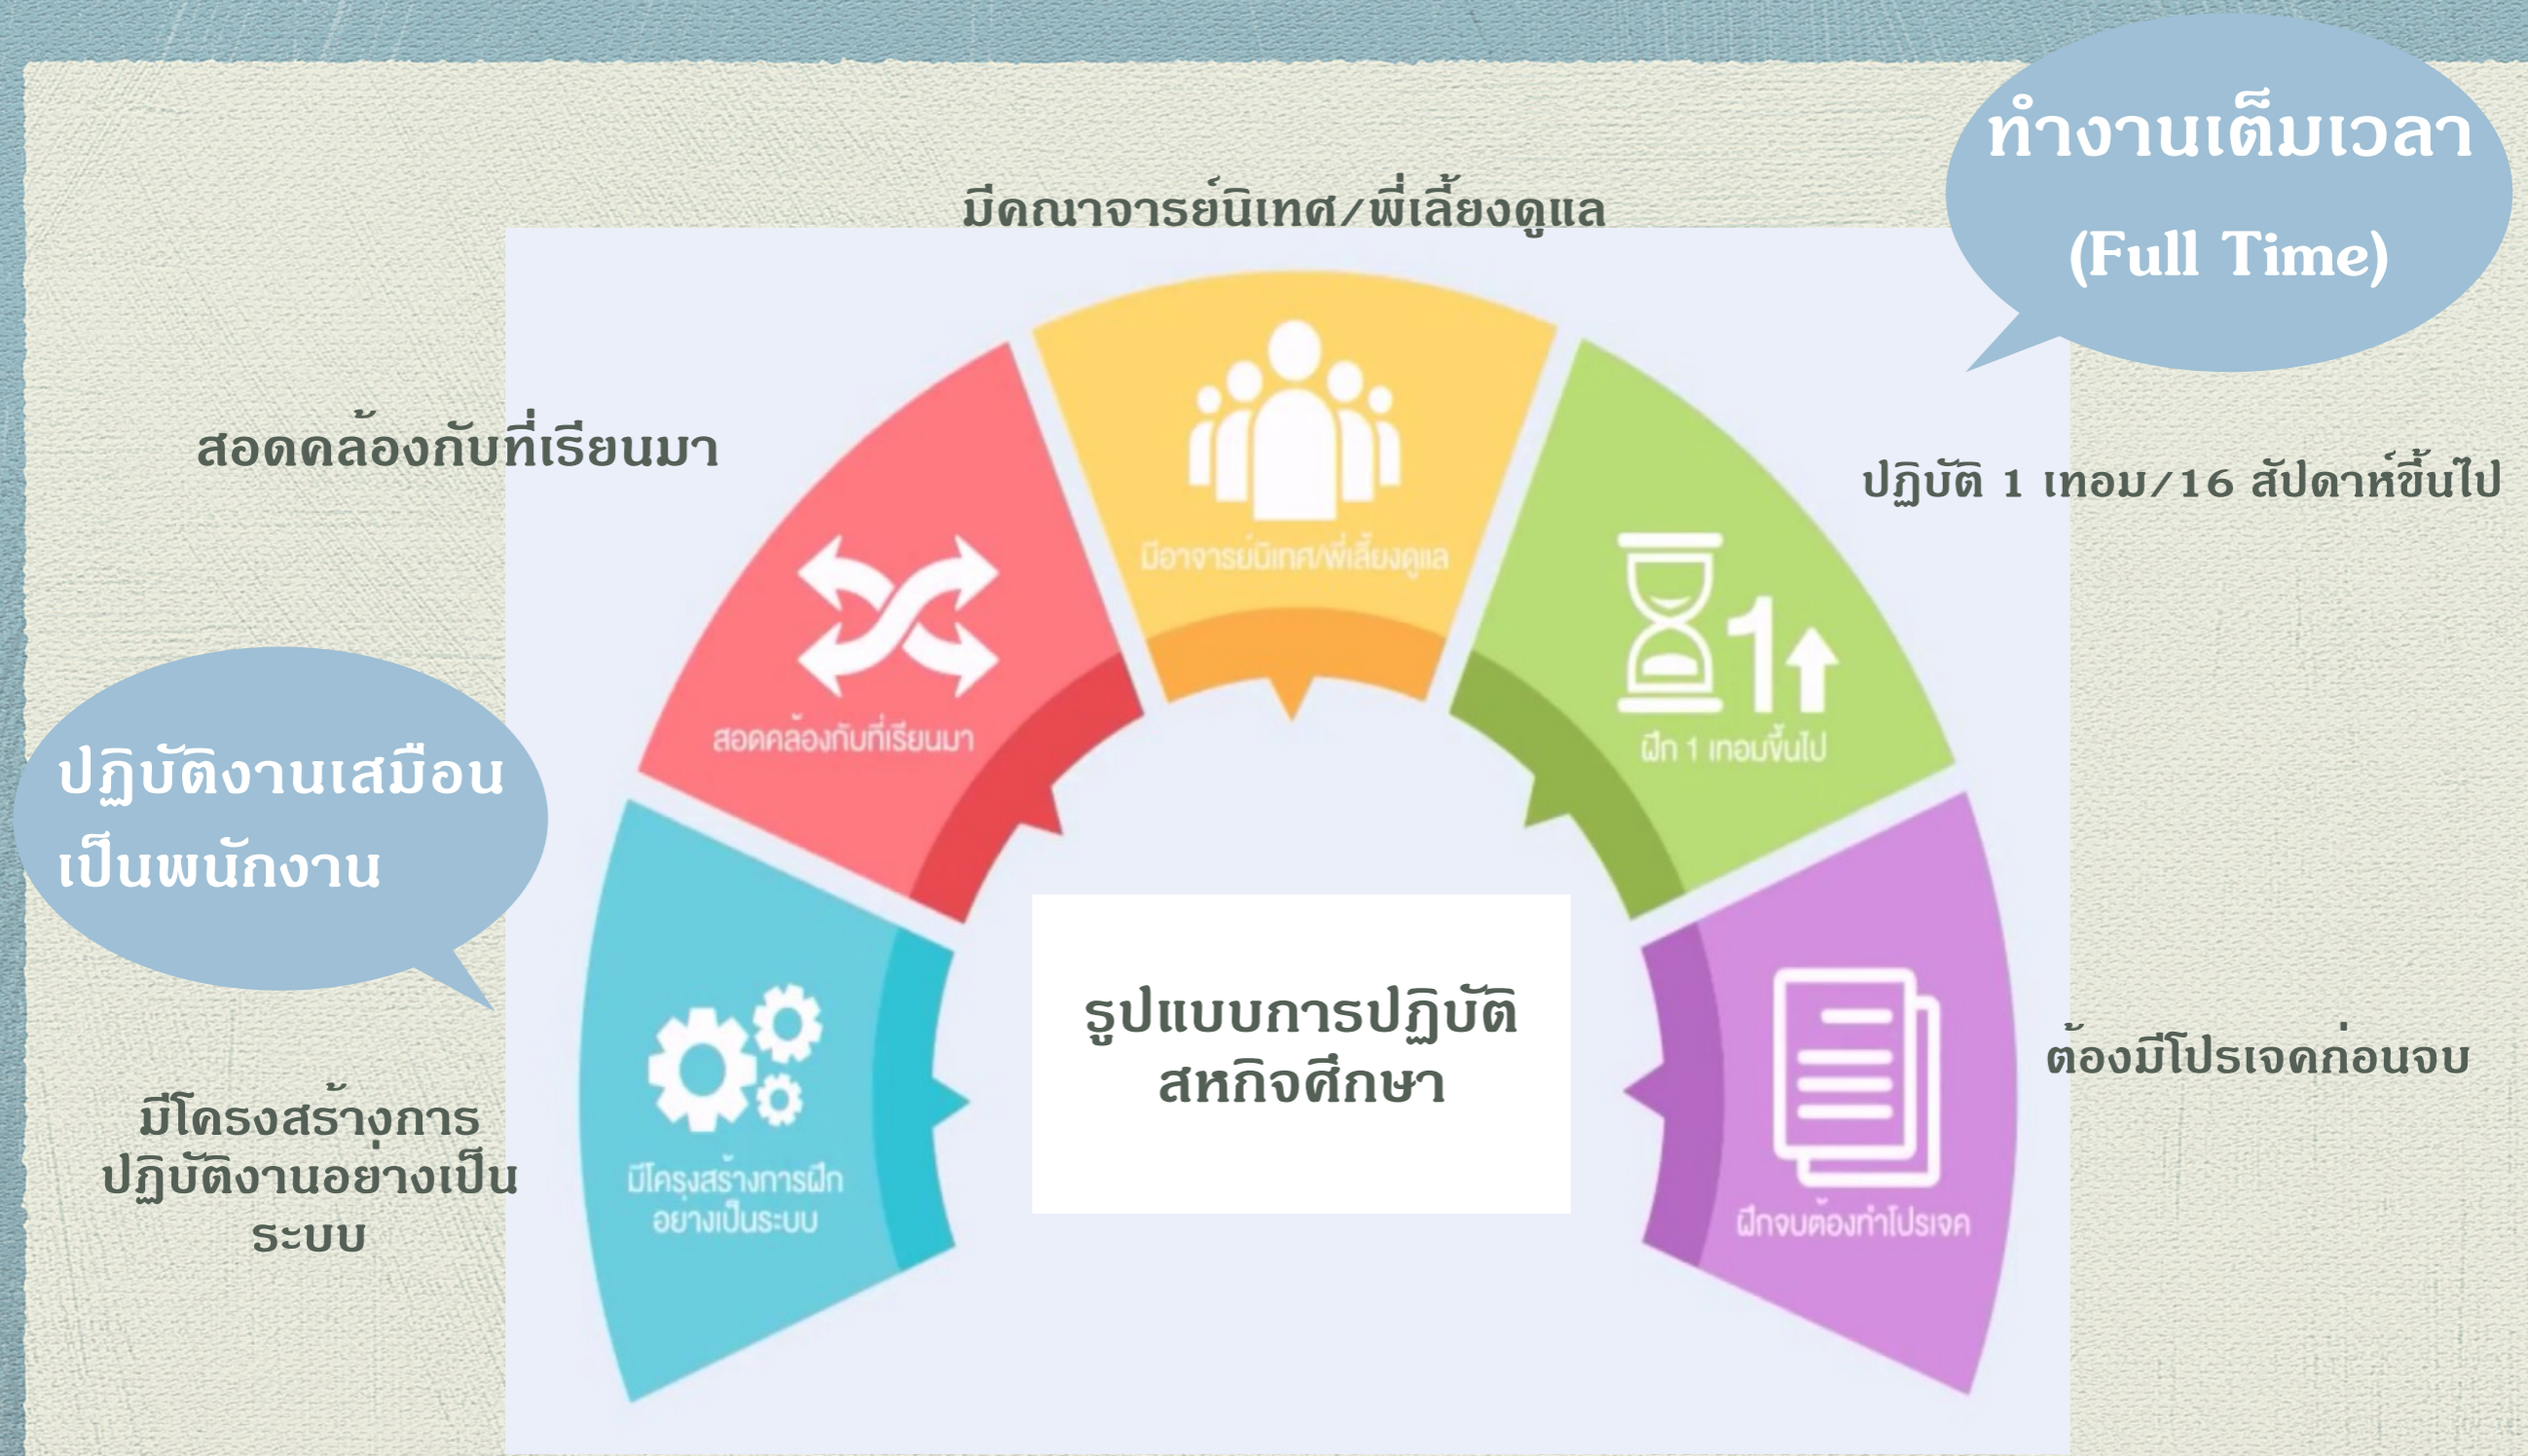 ทำงานเต็มเวลา
(Full Time)
มีคณาจารย์นิเทศ/พี่เลี้ยงดูแล
สอดคล้องกับที่เรียนมา
ปฏิบัติ 1 เทอม/16 สัปดาห์ขึ้นไป
มีอาจารย์นิเทศ/พี่เลี้ยงดูแล
สอดคล้องกับที่เรียนมา
ฝึก 1 เทอมขึ้นไป
ปฏิบัติงานเสมือน
เป็นพนักงาน
รูปแบบการปฏิบัติ
สหกิจศึกษา
ต้องมีโปรเจคก่อนจบ
มีโครงสร้างการ
ปฏิบัติงานอย่างเป็น
ระบบ
มีโครงสร้างการฝึก
อย่างเป็นระบบ
ฝึกจบต้องทำโปรเจค
1